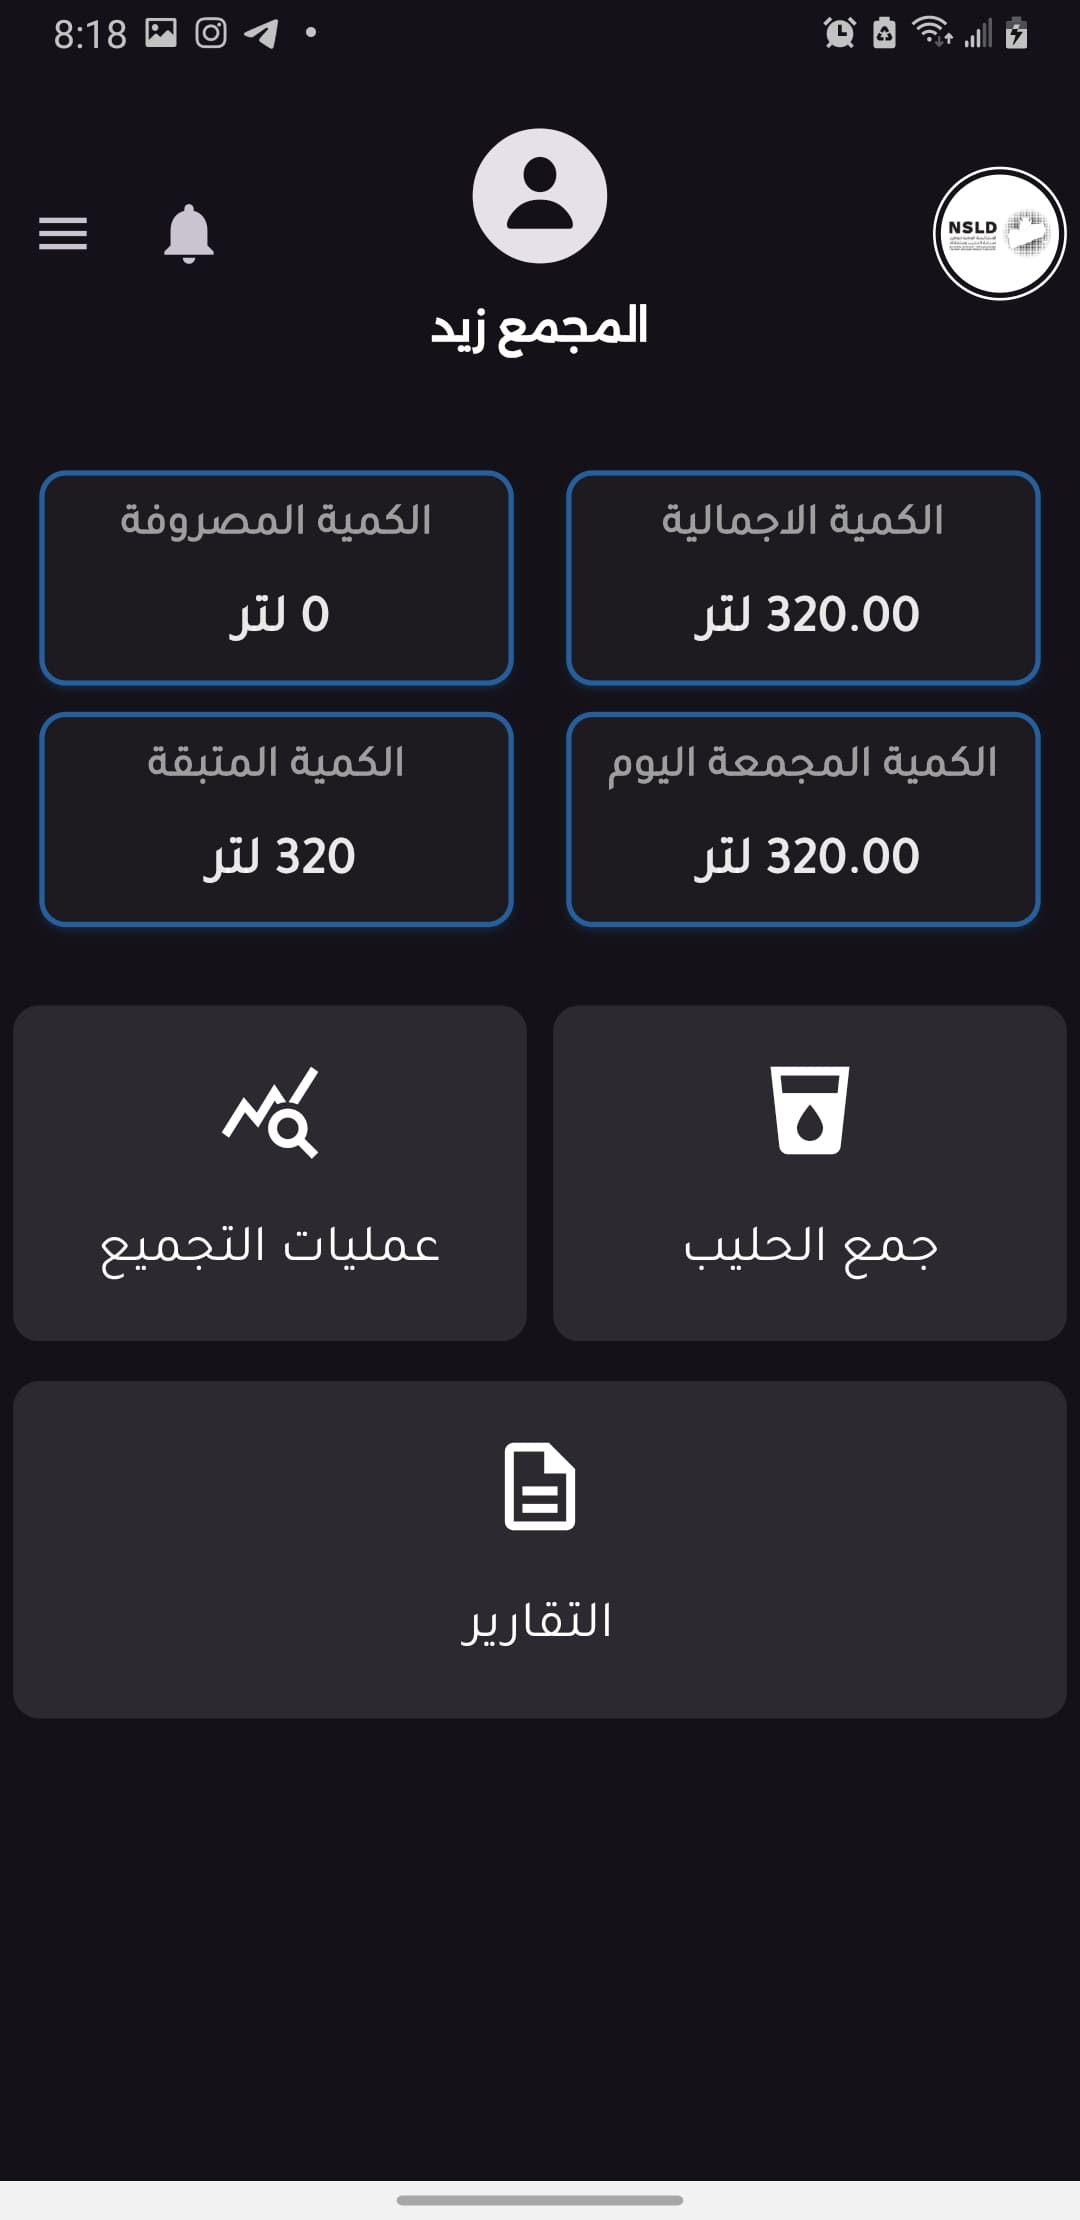 8:18
NSLD
المجمع زيد
الكمية الاجمالية
320.00 لتر
الكمية المصروفة
0 لتر
الكمية المجمعة اليوم
320.00 لتر
الكمية المتبقة
320 لتر
جمع الحليب
عمليات التجميع
التقارير